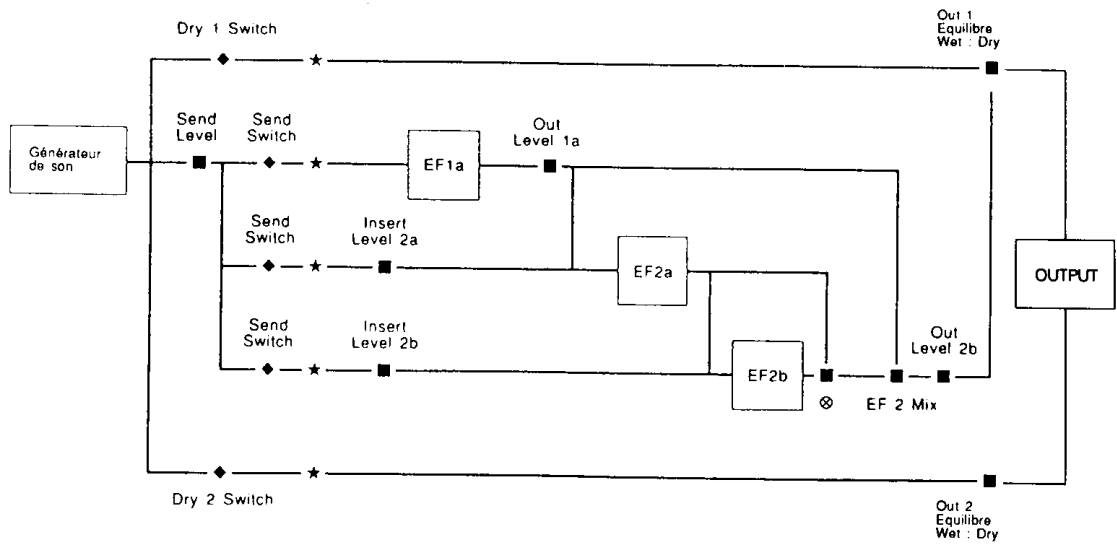 Out 1
Equilibre
Wet : Dry
Dry 1 Switch
Send
Level
Send
Switch
Out
Level 1a
Générateur
de son
EF1a
Send
Switch
Insert
Level 2a
EF2a
OUTPUT
Send
Switch
Insert
Level 2b
Out
Level 2b
EF2b
EF 2 Mix
Dry 2 Switch
Out 2
Equilibre
Wet : Dry